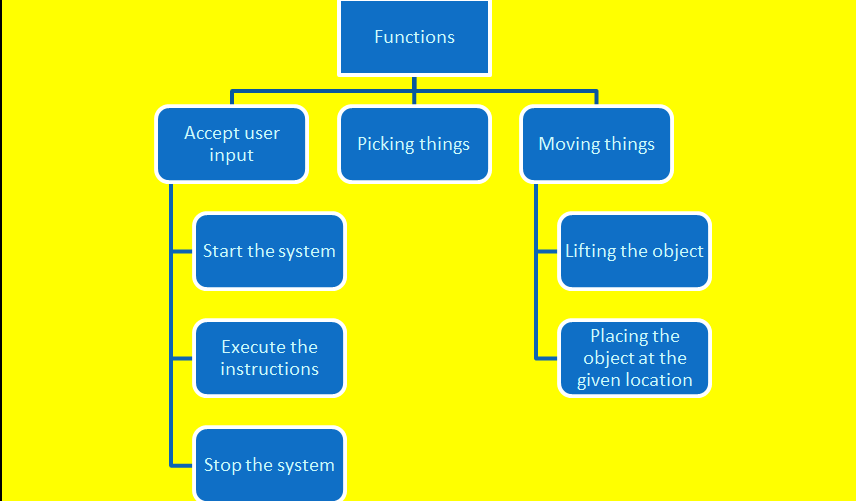 Functions
Accept user
input
Picking things
Moving things
Start the system
Lifting the object
Execute the
instructions
Placing the
object at the
given location
Stop the system